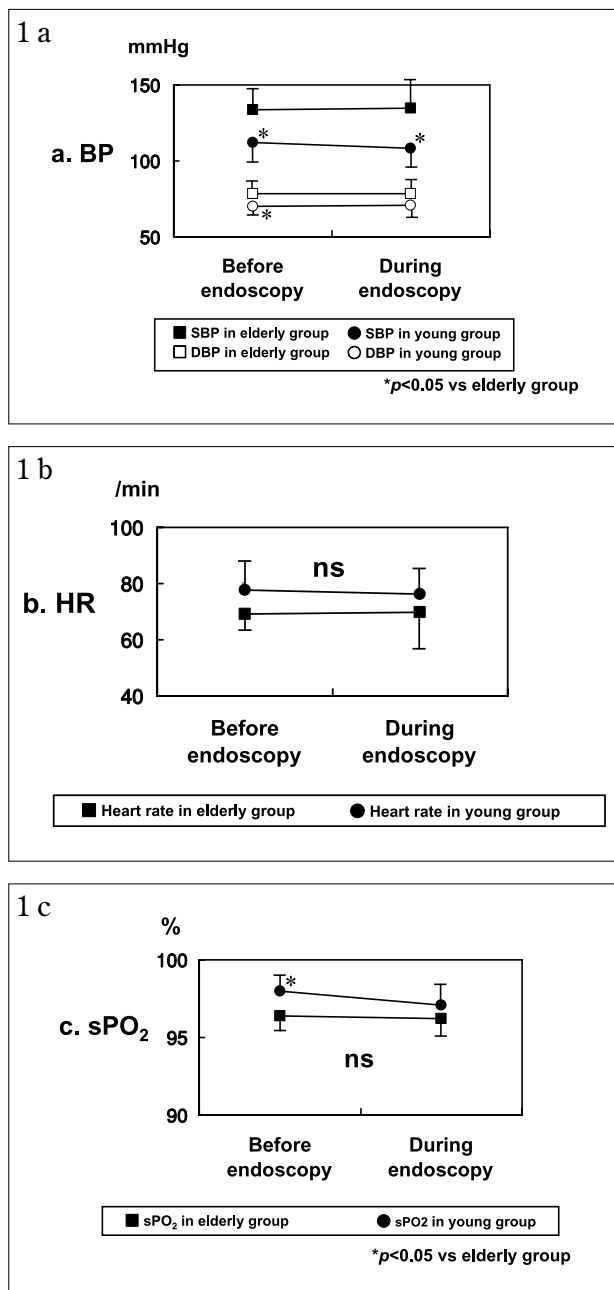 1 a
mmHg
150
a. BP
100
50
*
*
*
Before endoscopy
During endoscopy
■ SBP in elderly group ● SBP in young group
□ DBP in elderly group ○ DBP in young group
*p<0.05 vs elderly group
1 b
/min
100
80
ns
b. HR
60
40
Before endoscopy
During endoscopy
■ Heart rate in elderly group ● Heart rate in young group
1 c
%
100
*
c. sPO₂
95
ns
90
Before endoscopy
During endoscopy
■ sPO₂ in elderly group ● sPO2 in young group
*p<0.05 vs elderly group